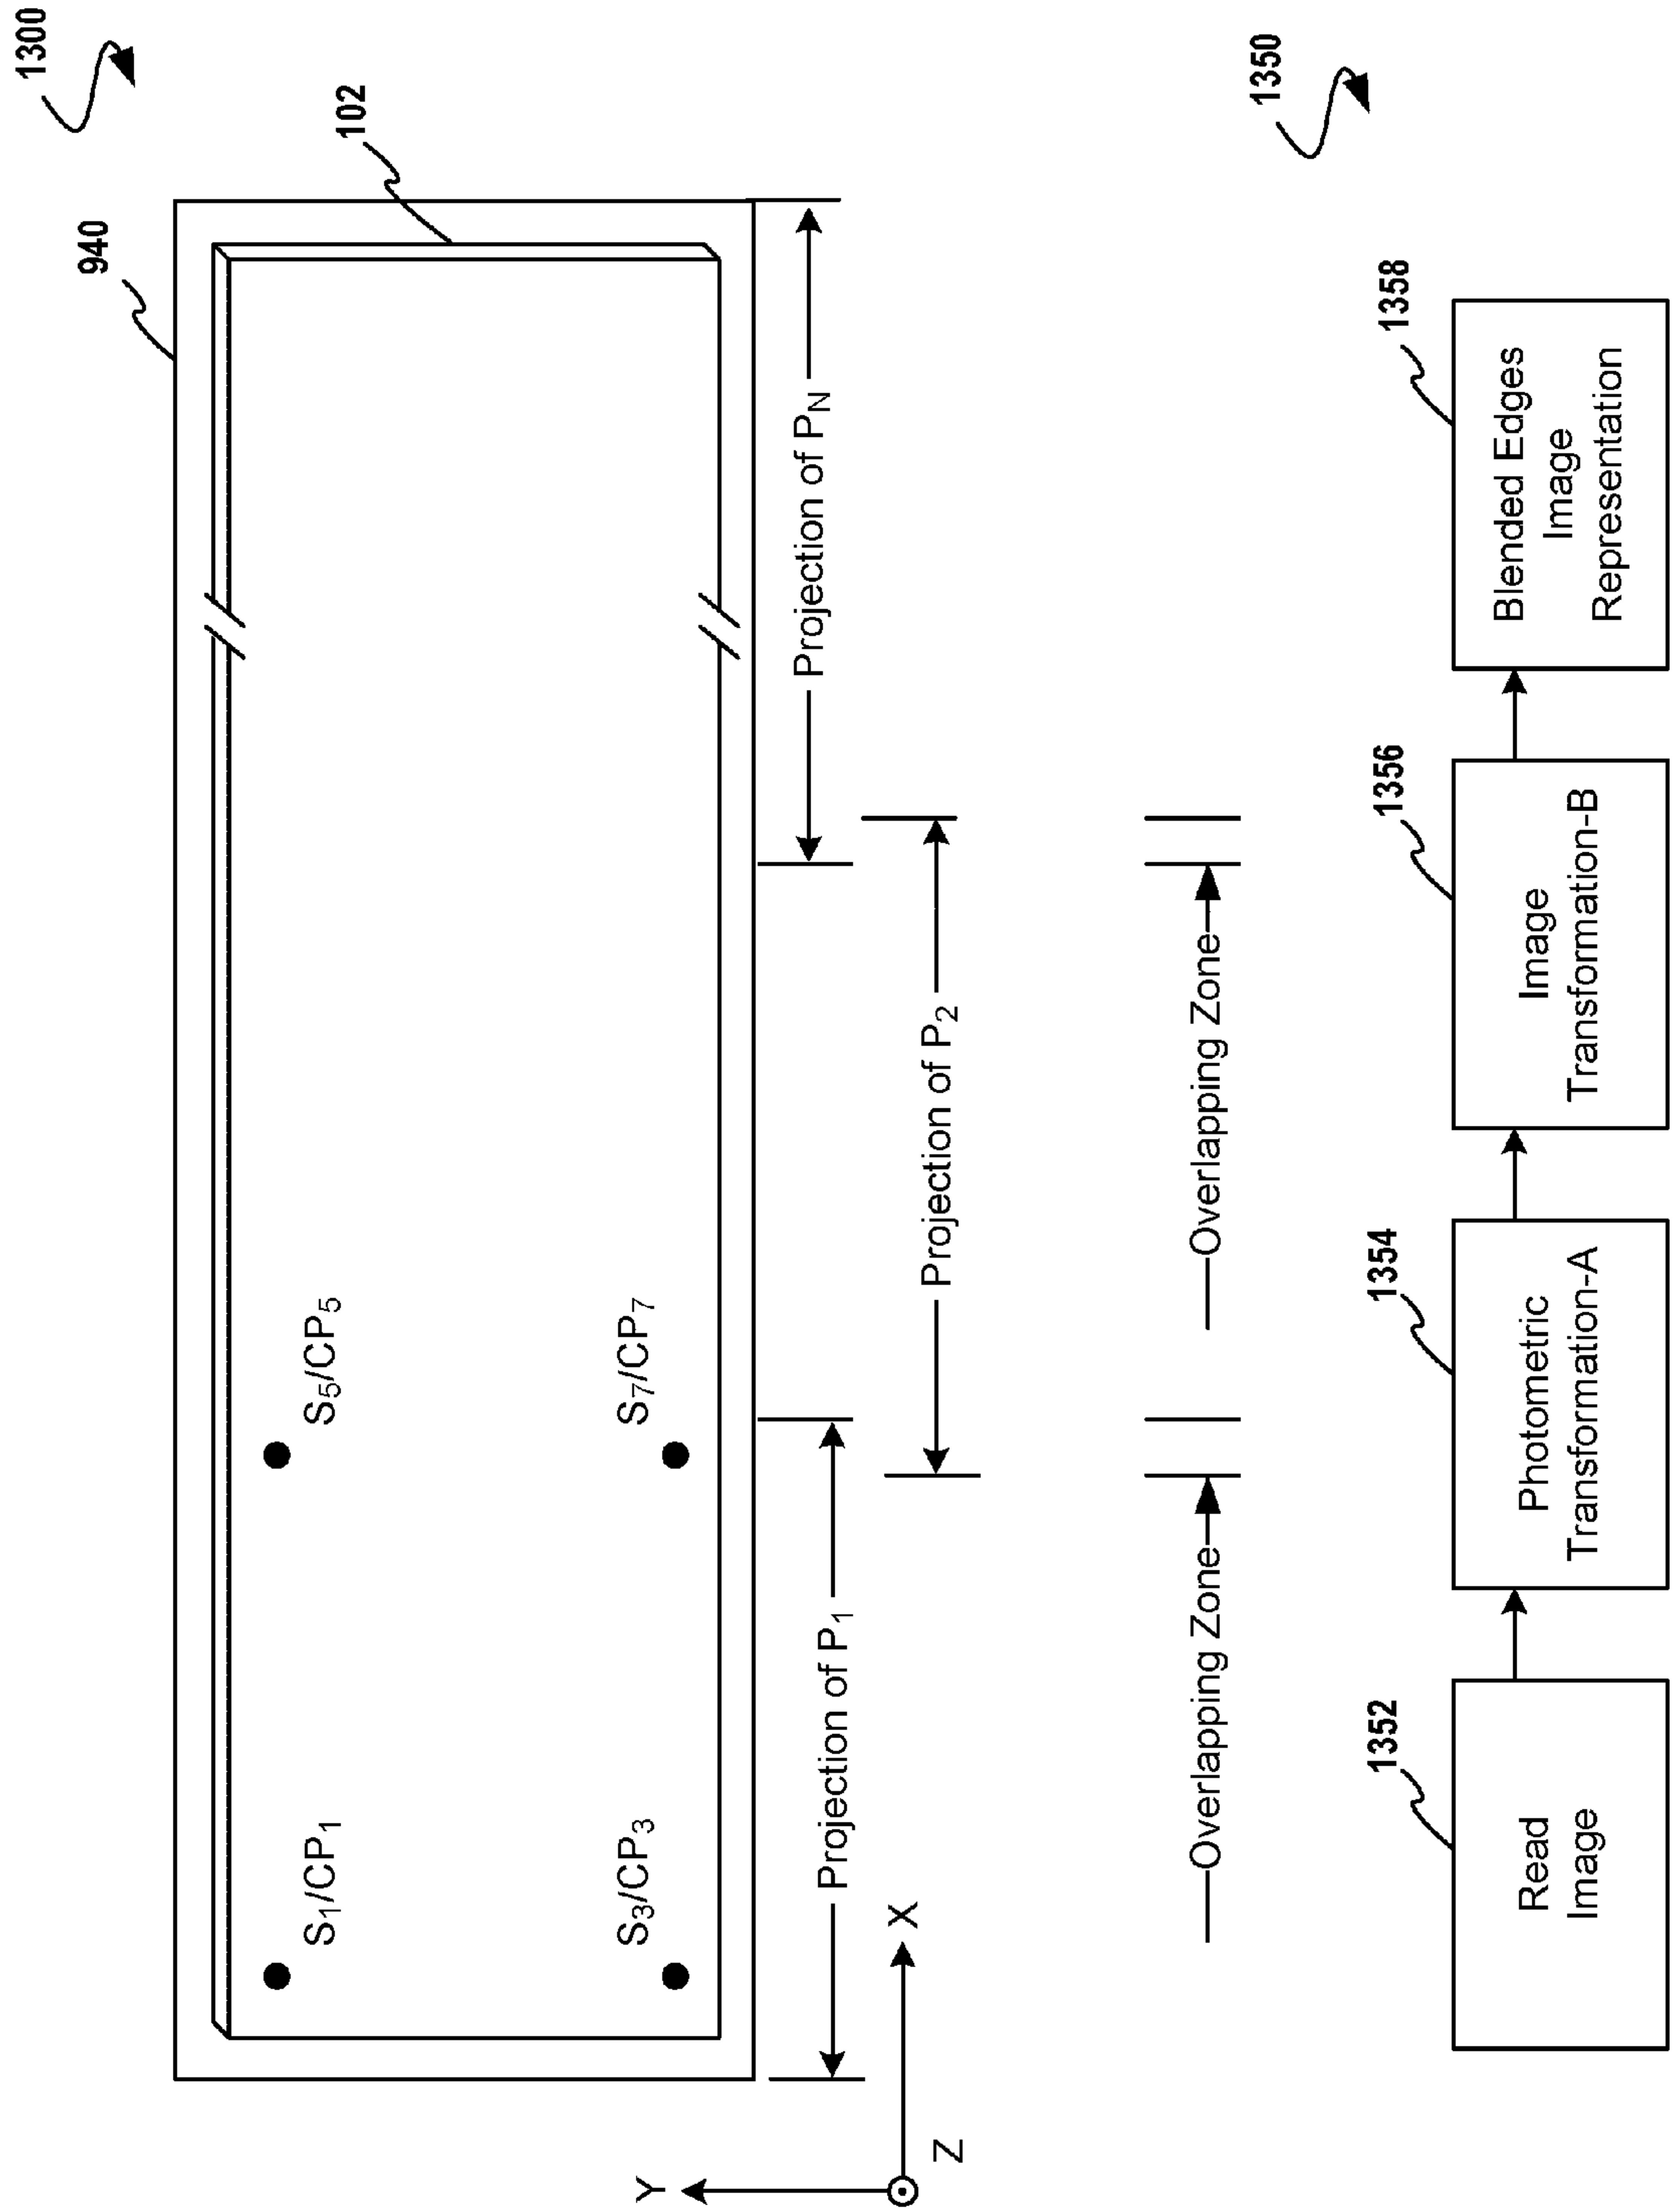 1300
940
102
S₁/CP₁
S₅/CP₅
S₃/CP₃
S₇/CP₇
Projection of P₁
Projection of P_N
Projection of P₂
Y
X
Z
Overlapping Zone
Overlapping Zone
1350
1352
1354
1356
1358
Read
Image
Photometric
Transformation-A
Image
Transformation-B
Blended Edges
Image
Representation